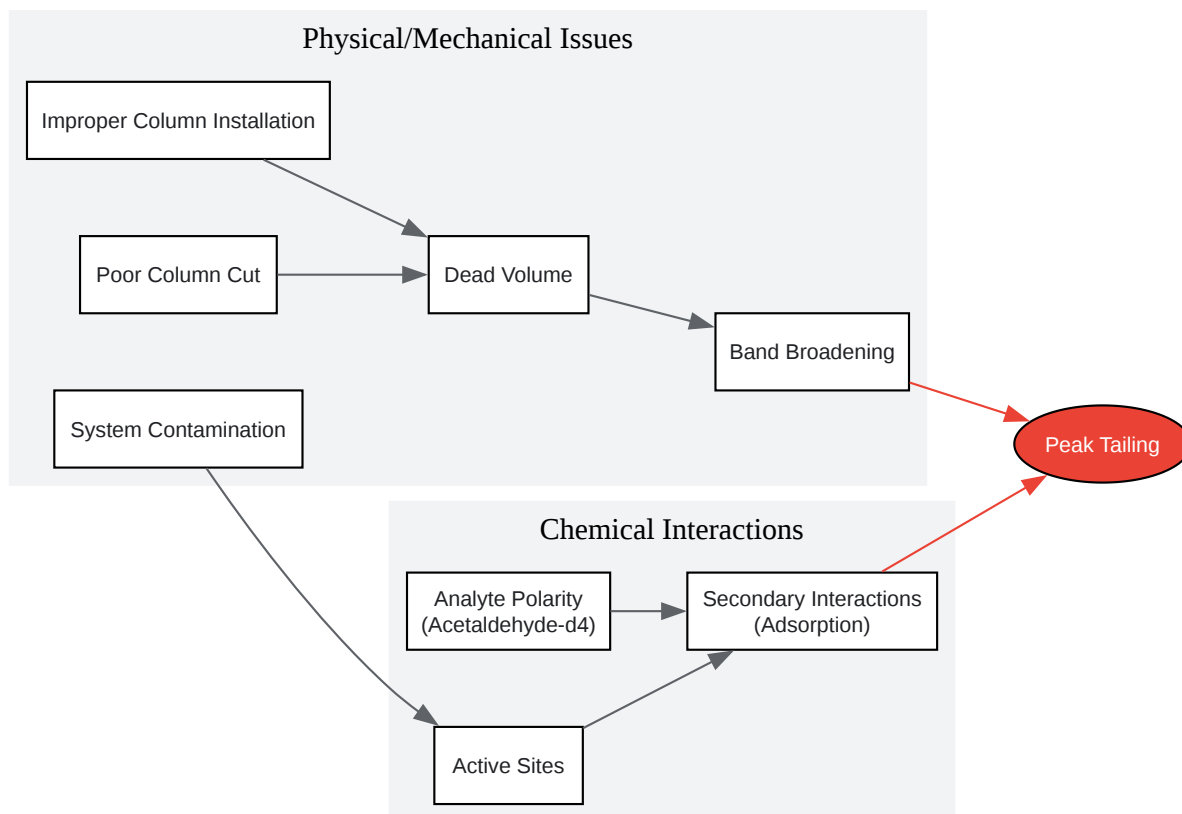 Physical/Mechanical Issues
Improper Column Installation
Poor Column Cut
Dead Volume
Band Broadening
System Contamination
Peak Tailing
Chemical Interactions
Analyte Polarity
(Acetaldehyde-d4)
Secondary Interactions
(Adsorption)
Active Sites